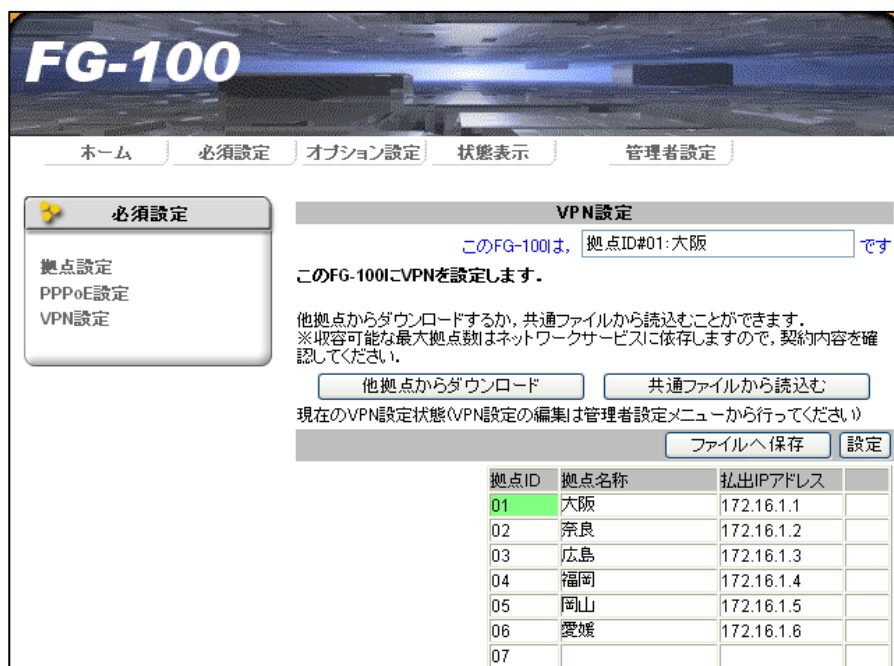 FG-100
ホーム 必須設定 オプション設定 状態表示 管理者設定
必須設定
拠点設定
PPPoE設定
VPN設定
VPN設定
このFG-100は, 拠点ID#01:大阪 です
このFG-100にVPNを設定します.
他拠点からダウンロードするか, 共通ファイルから読込むことができます.
※収容可能な最大拠点数はネットワークサービスに依存しますので, 契約内容を確
認してください.
他拠点からダウンロード 共通ファイルから読込む
現在のVPN設定状態(VPN設定の編集は管理者設定メニューから行ってください)
ファイルへ保存 設定
拠点ID 拠点名称 払出IPアドレス
01 大阪 172.16.1.1
02 奈良 172.16.1.2
03 広島 172.16.1.3
04 福岡 172.16.1.4
05 岡山 172.16.1.5
06 愛媛 172.16.1.6
07